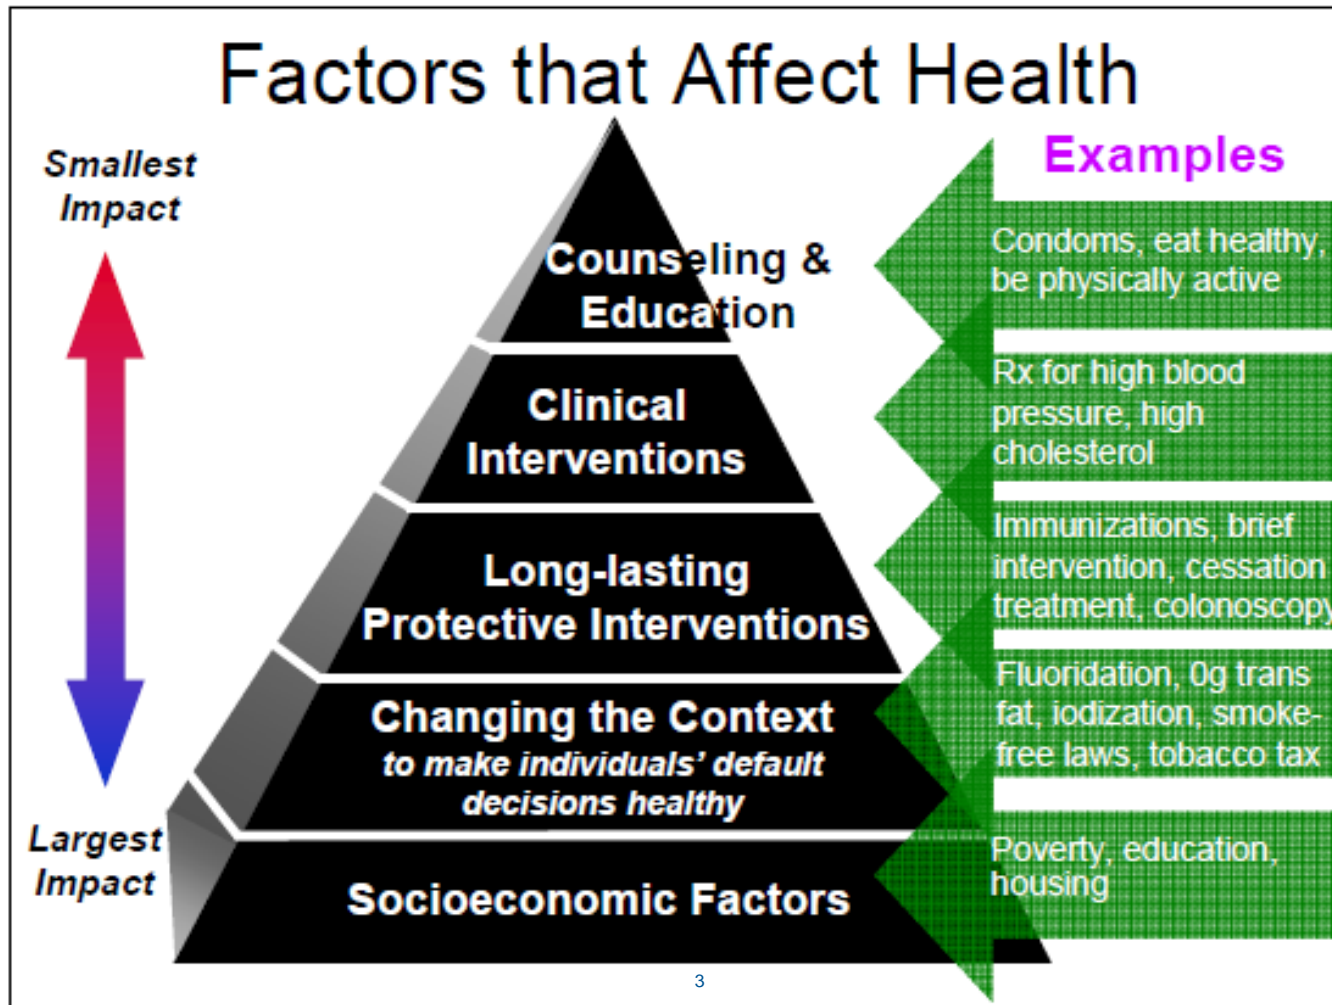 Factors that Affect Health
Smallest
Impact
Examples
Counseling &
Education
Condoms, eat healthy,
be physically active
Clinical
Interventions
Rx for high blood
pressure, high
cholesterol
Long-lasting
Protective Interventions
Immunizations, brief
intervention, cessation
treatment, colonoscopy
Changing the Context
to make individuals’ default
decisions healthy
Fluoridation, 0g trans
fat, iodization, smoke-
free laws, tobacco tax
Largest
Impact
Socioeconomic Factors
Poverty, education,
housing
3